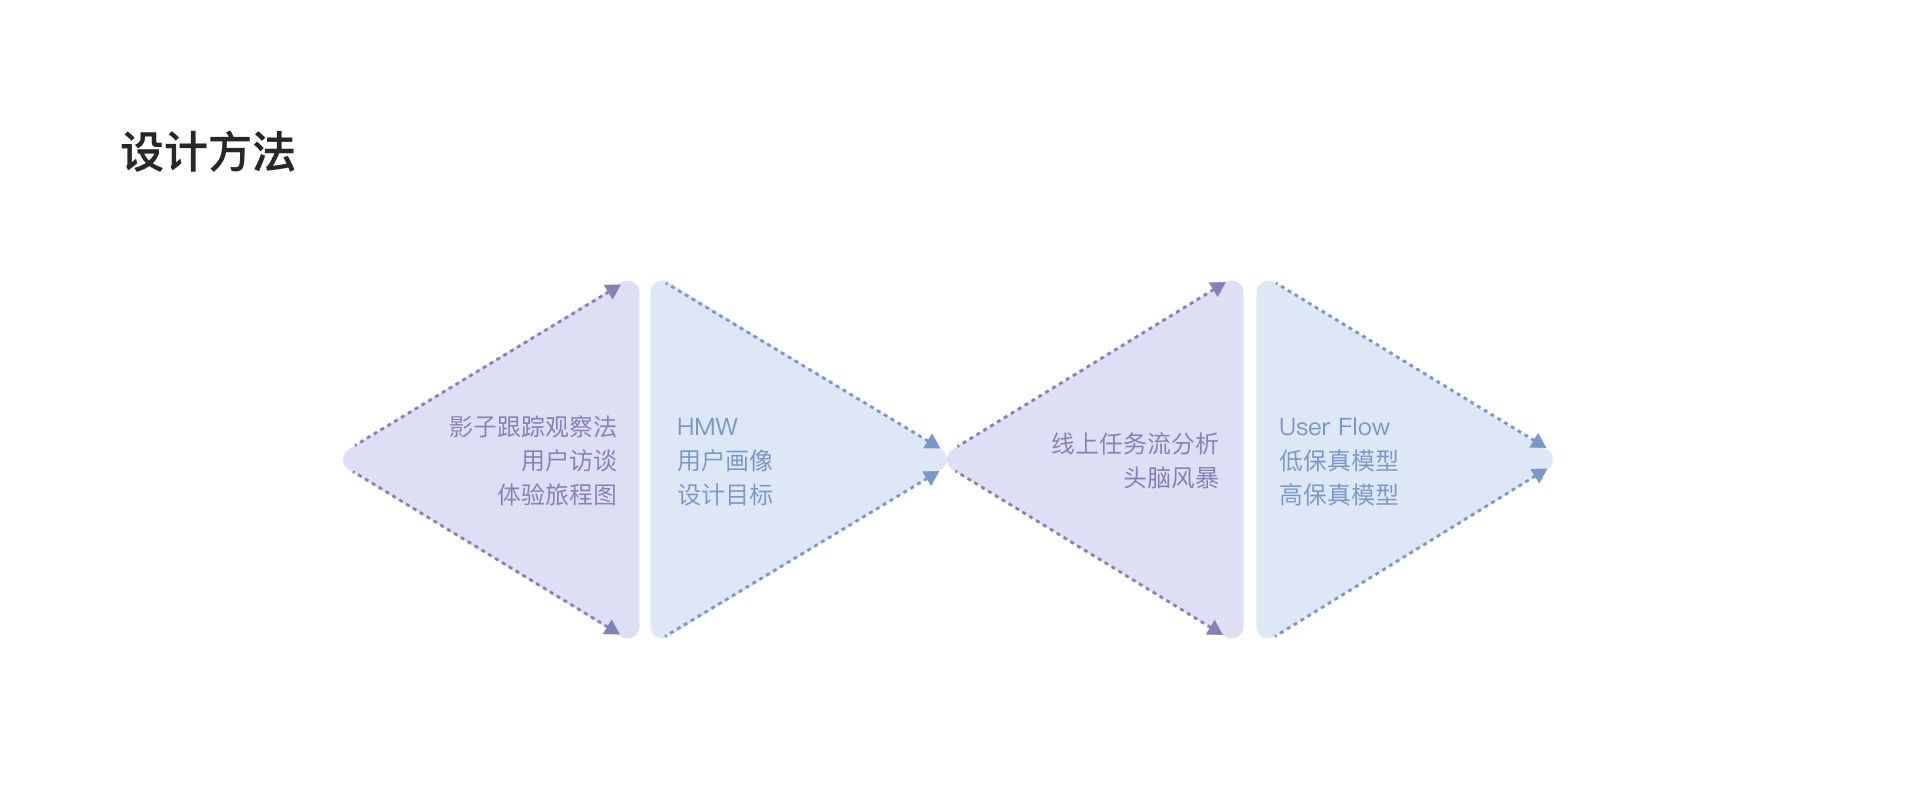 设计方法
影子跟踪观察法
用户访谈
体验旅程图
HMW
用户画像
设计目标
线上任务流分析
头脑风暴
User Flow
低保真模型
高保真模型